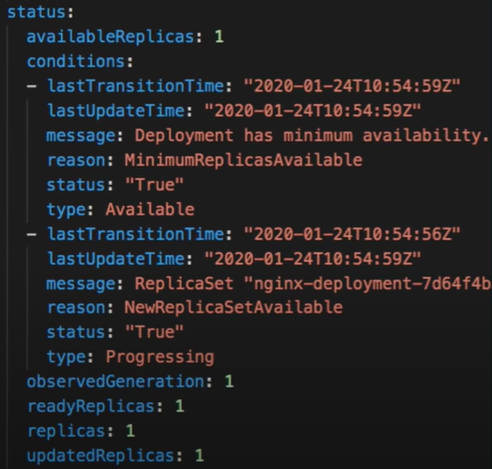 status:
availableReplicas: 1
conditions:
- lastTransitionTime: "2020-01-24T10:54:59Z"
lastUpdateTime: "2020-01-24T10:54:59Z"
message: Deployment has minimum availability.
reason: MinimumReplicasAvailable
status: "True"
type: Available
- lastTransitionTime: "2020-01-24T10:54:56Z"
lastUpdateTime: "2020-01-24T10:54:59Z"
message: ReplicaSet "nginx-deployment-7d64f4b
reason: NewReplicaSetAvailable
status: "True"
type: Progressing
observedGeneration: 1
readyReplicas: 1
replicas: 1
updatedReplicas: 1